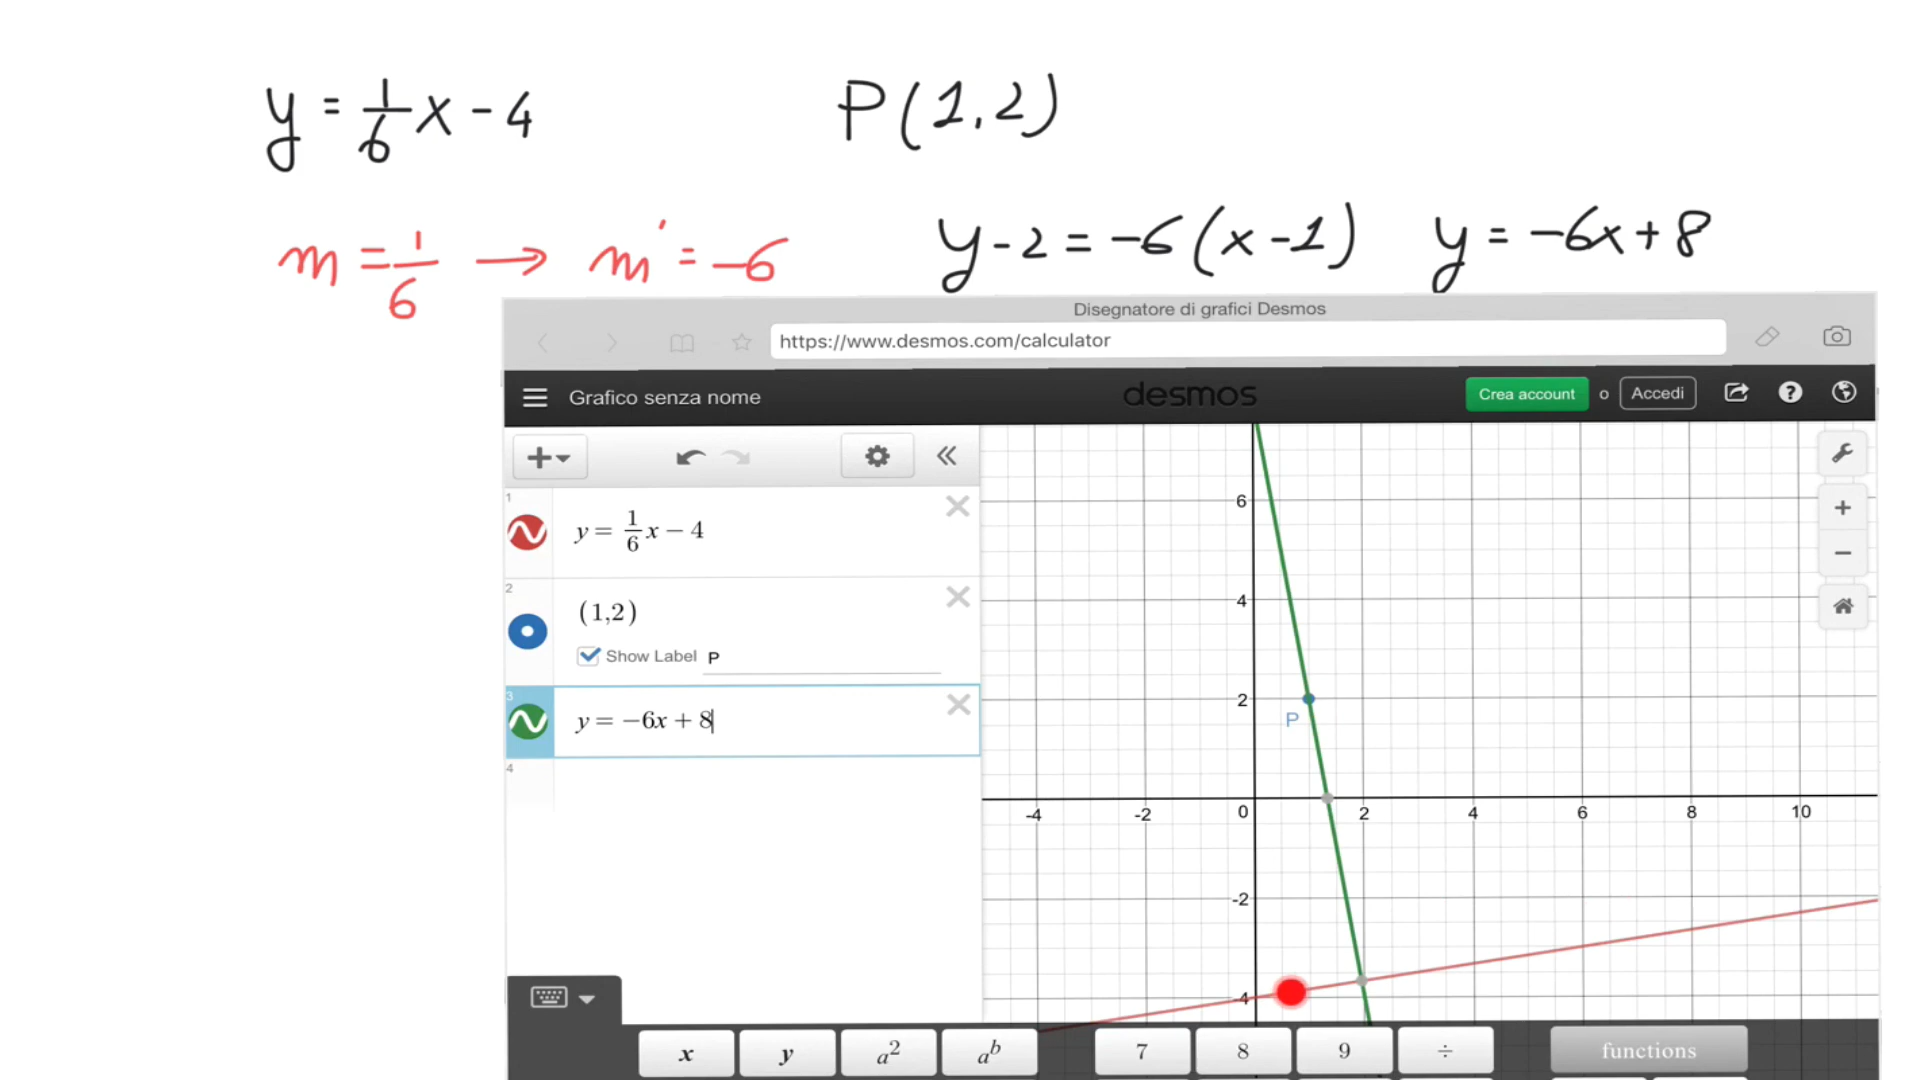 y = 1/6 x - 4
P(1,2)
m = 1/6 → m' = -6
y - 2 = -6(x - 1)
y = -6x + 8
Disegnatore di grafici Desmos
https://www.desmos.com/calculator
Grafico senza nome
desmos
Crea account o Accedi
1
y = 1/6 x − 4
2
(1,2)
Show Label P
3
y = −6x + 8
4
6
4
2
P
-4 -2 0 2 4 6 8 10
-2
-4
x y a² aᵇ 7 8 9 ÷ functions